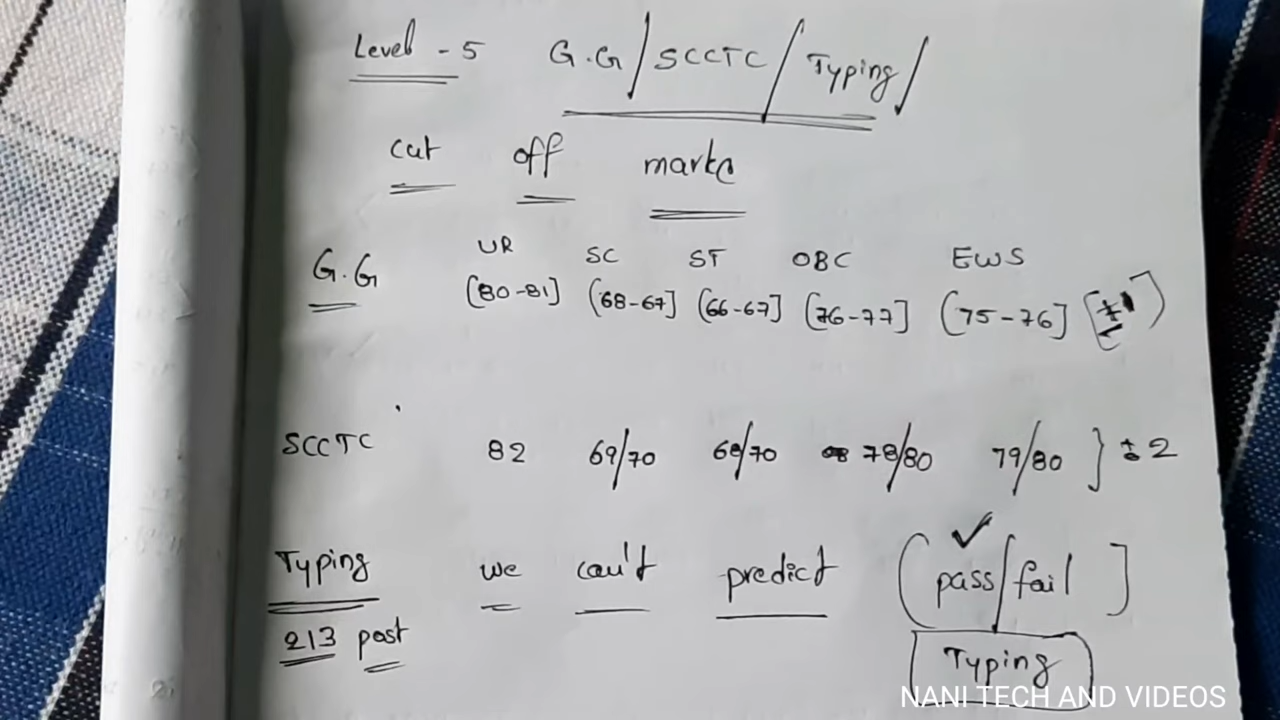 Level - 5 G.G/SCCTC/Typing/
cut off marks
UR SC ST OBC EWS
G.G [80-81] (68-67] (66-67] [76-77] (75-76]
SCCTC 82 69/70 68/70 78/80 79/80 } ± 2
Typing we can't predict (pass/fail]
213 post
Typing
NANI TECH AND VIDEOS